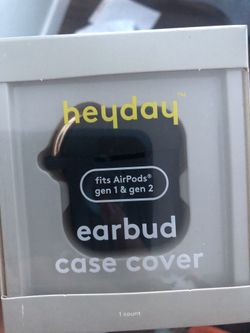 heyday™
fits AirPods®
gen 1 & gen 2
earbud
case cover
1 count